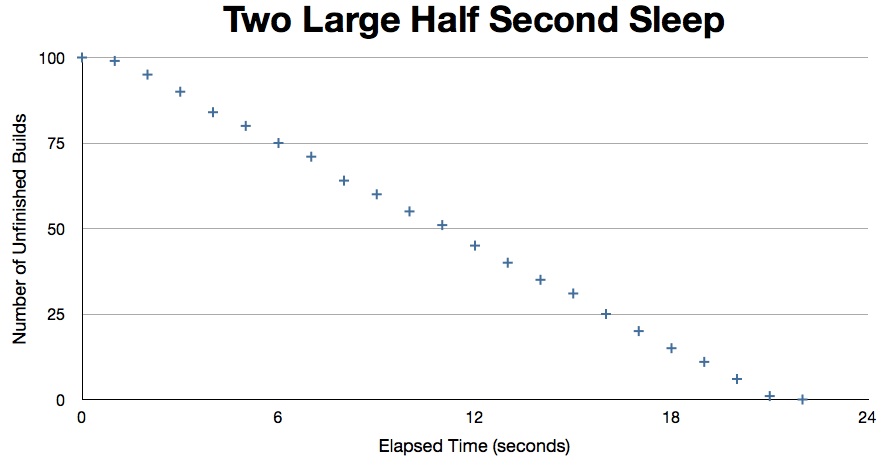 Two Large Half Second Sleep
100
75
50
25
0
Number of Unfinished Builds
0 6 12 18 24
Elapsed Time (seconds)